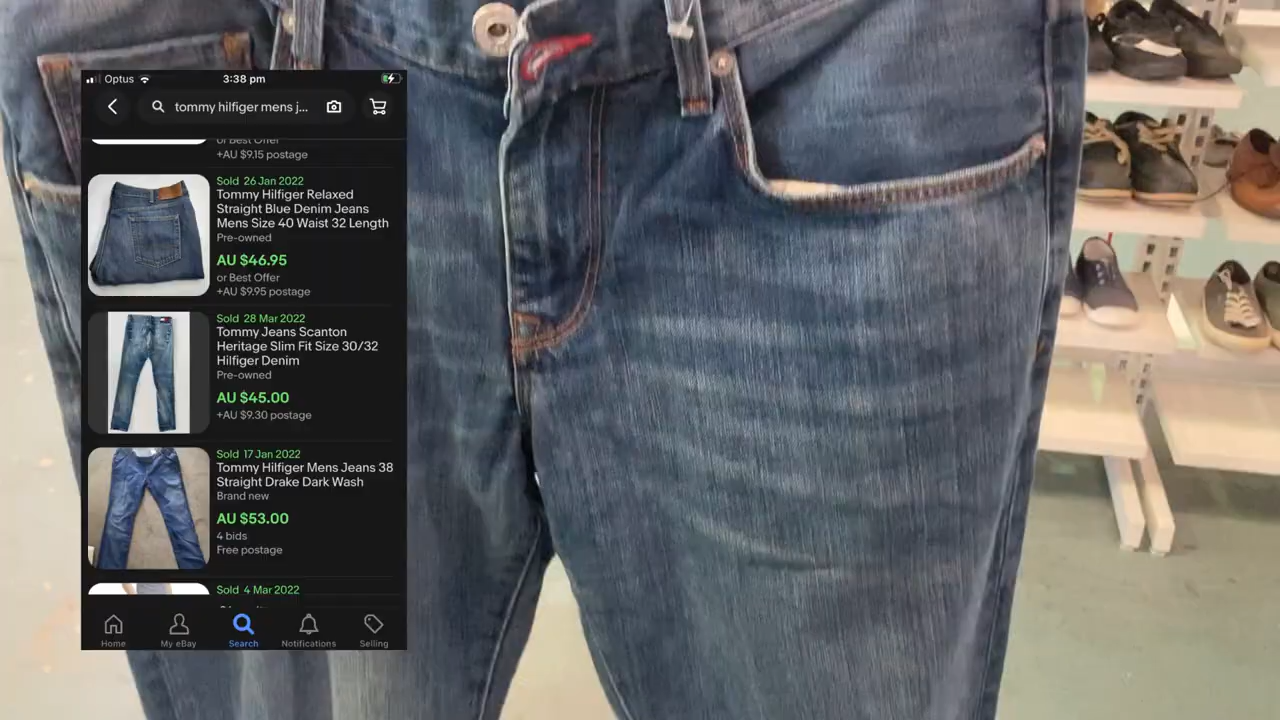 Optus
3:38 pm
tommy hilfiger mens j...
or Best Offer
+AU $9.15 postage
Sold 26 Jan 2022
Tommy Hilfiger Relaxed
Straight Blue Denim Jeans
Mens Size 40 Waist 32 Length
Pre-owned
AU $46.95
or Best Offer
+AU $9.95 postage
Sold 28 Mar 2022
Tommy Jeans Scanton
Heritage Slim Fit Size 30/32
Hilfiger Denim
Pre-owned
AU $45.00
+AU $9.30 postage
Sold 17 Jan 2022
Tommy Hilfiger Mens Jeans 38
Straight Drake Dark Wash
Brand new
AU $53.00
4 bids
Free postage
Sold 4 Mar 2022
Home
My eBay
Search
Notifications
Selling